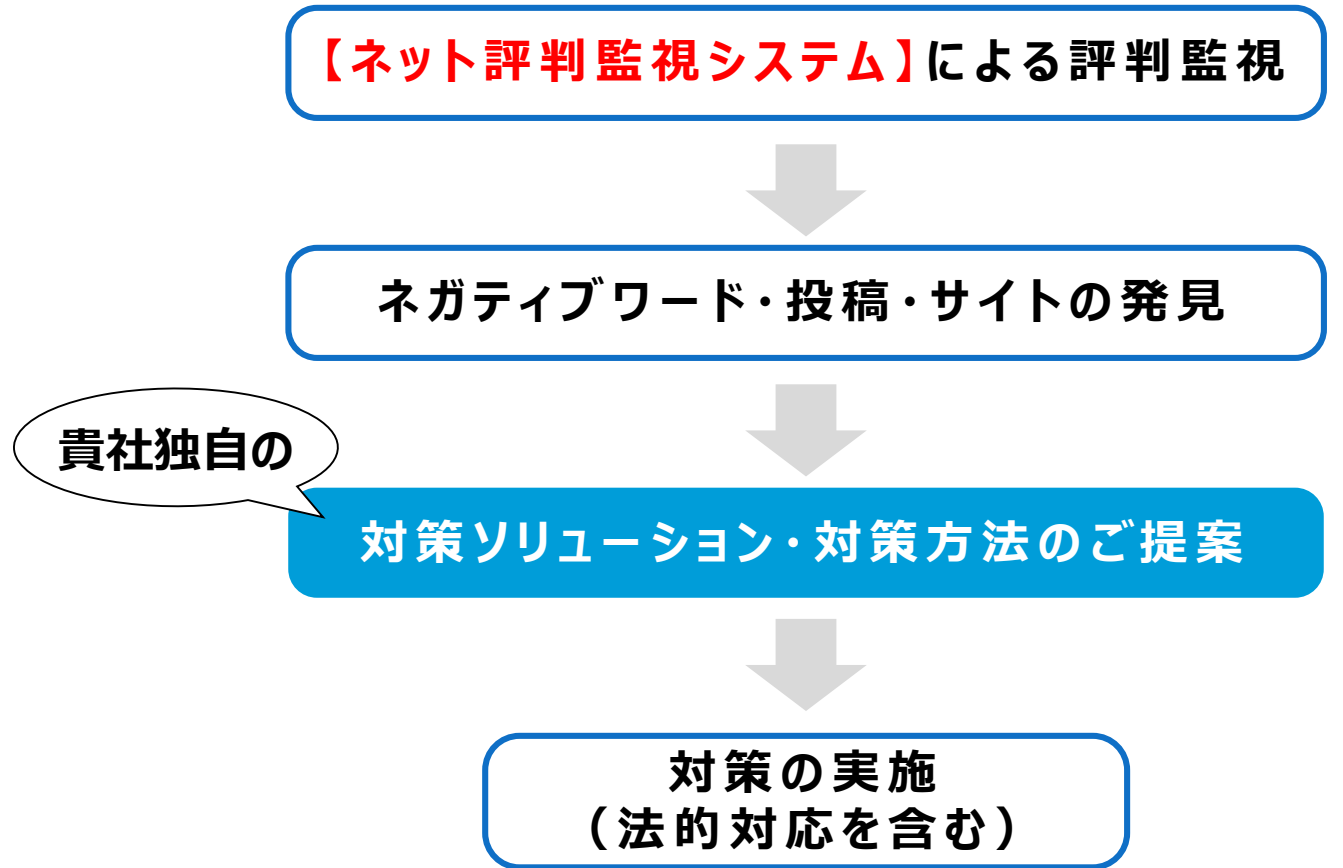 【ネット評判監視システム】による評判監視
ネガティブワード・投稿・サイトの発見
貴社独自の
対策ソリューション・対策方法のご提案
対策の実施
（法的対応を含む）